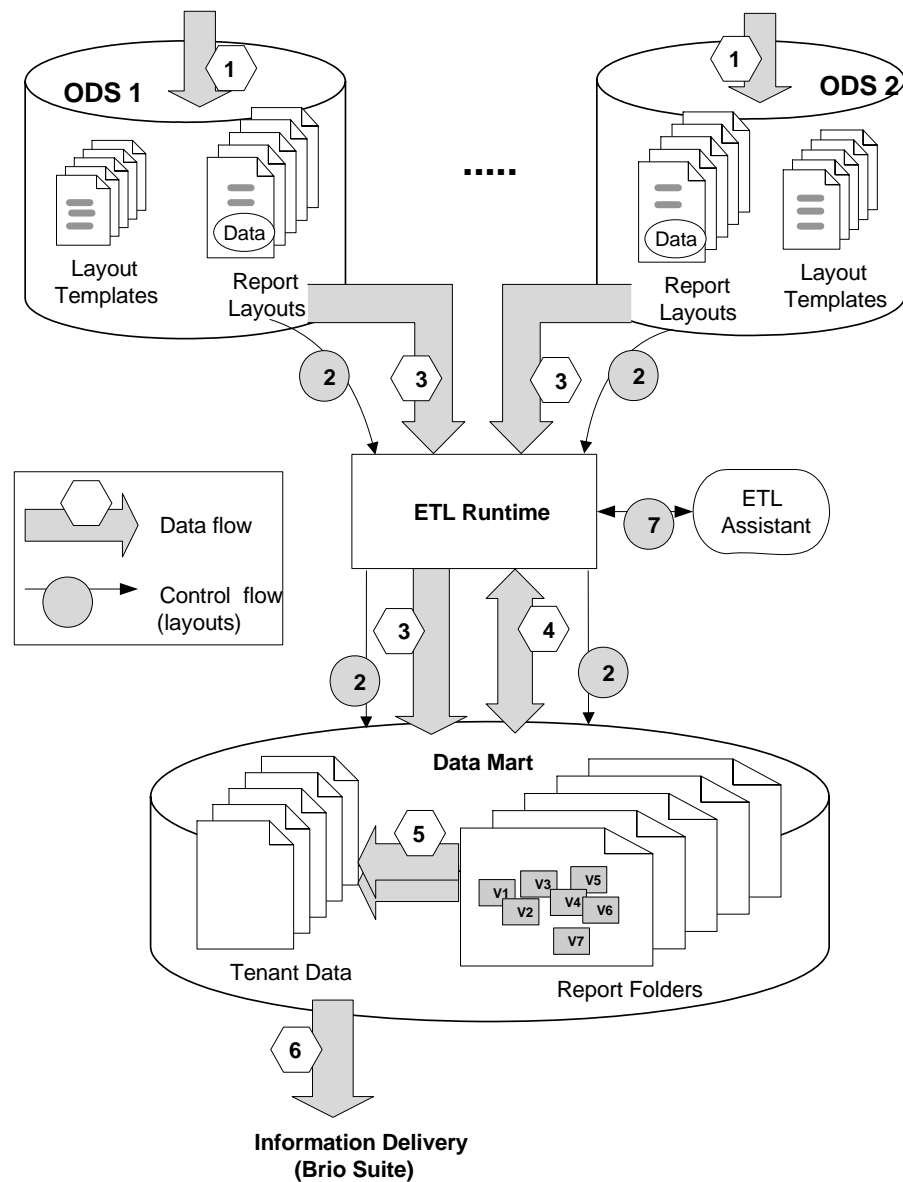 1
1
ODS 1
ODS 2
.....
Data
Data
Layout
Templates
Report
Layouts
Report
Layouts
Layout
Templates
2
3
3
2
ETL Runtime
7
ETL
Assistant
Data flow
Control flow
(layouts)
3
4
2
2
Data Mart
5
V1
V2
V3
V4
V5
V6
V7
Tenant Data
Report Folders
6
Information Delivery
(Brio Suite)